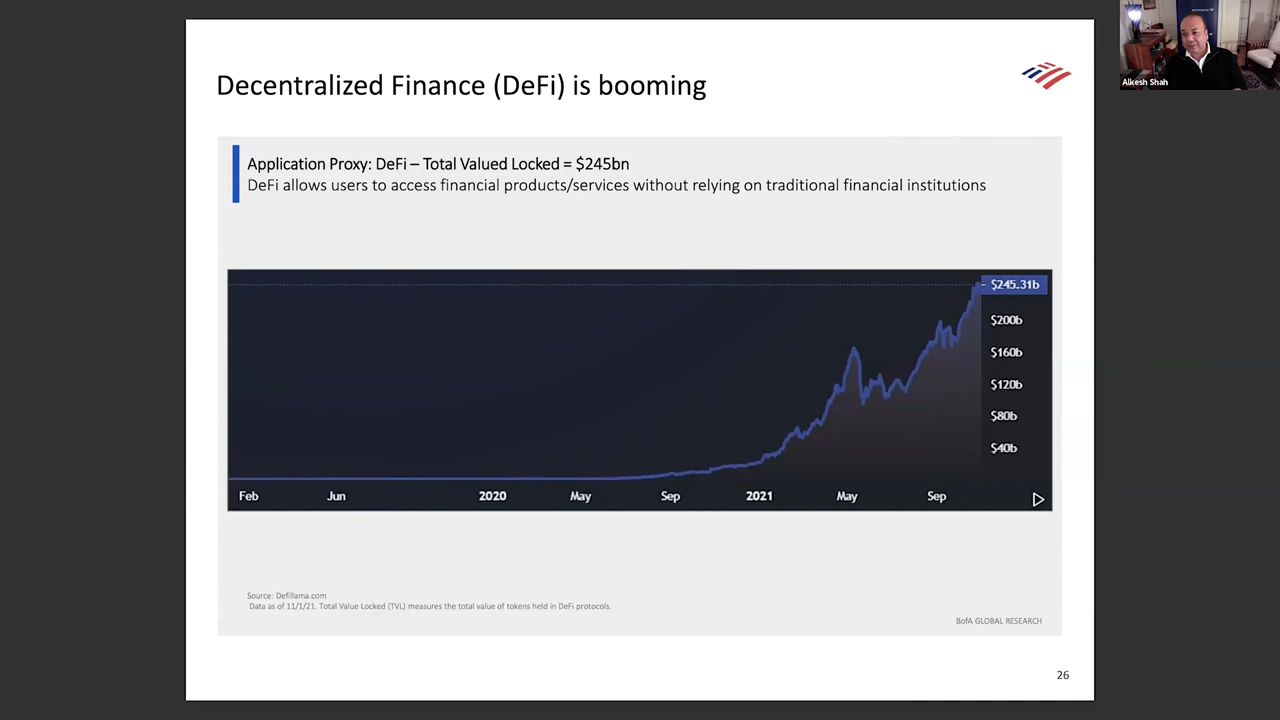 Decentralized Finance (DeFi) is booming
Alkesh Shah
Application Proxy: DeFi – Total Valued Locked = $245bn
DeFi allows users to access financial products/services without relying on traditional financial institutions
$245.31b
$200b
$160b
$120b
$80b
$40b
Feb Jun 2020 May Sep 2021 May Sep
Source: Defillama.com
Data as of 11/1/21. Total Value Locked (TVL) measures the total value of tokens held in DeFi protocols.
BofA GLOBAL RESEARCH
26